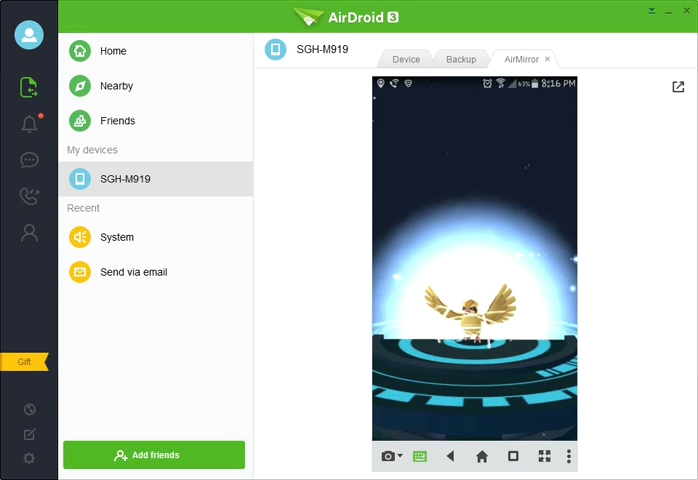 AirDroid 3
Home
Nearby
Friends
My devices
SGH-M919
Recent
System
Send via email
Gift
Add friends
SGH-M919
Device
Backup
AirMirror
63%
8:16 PM